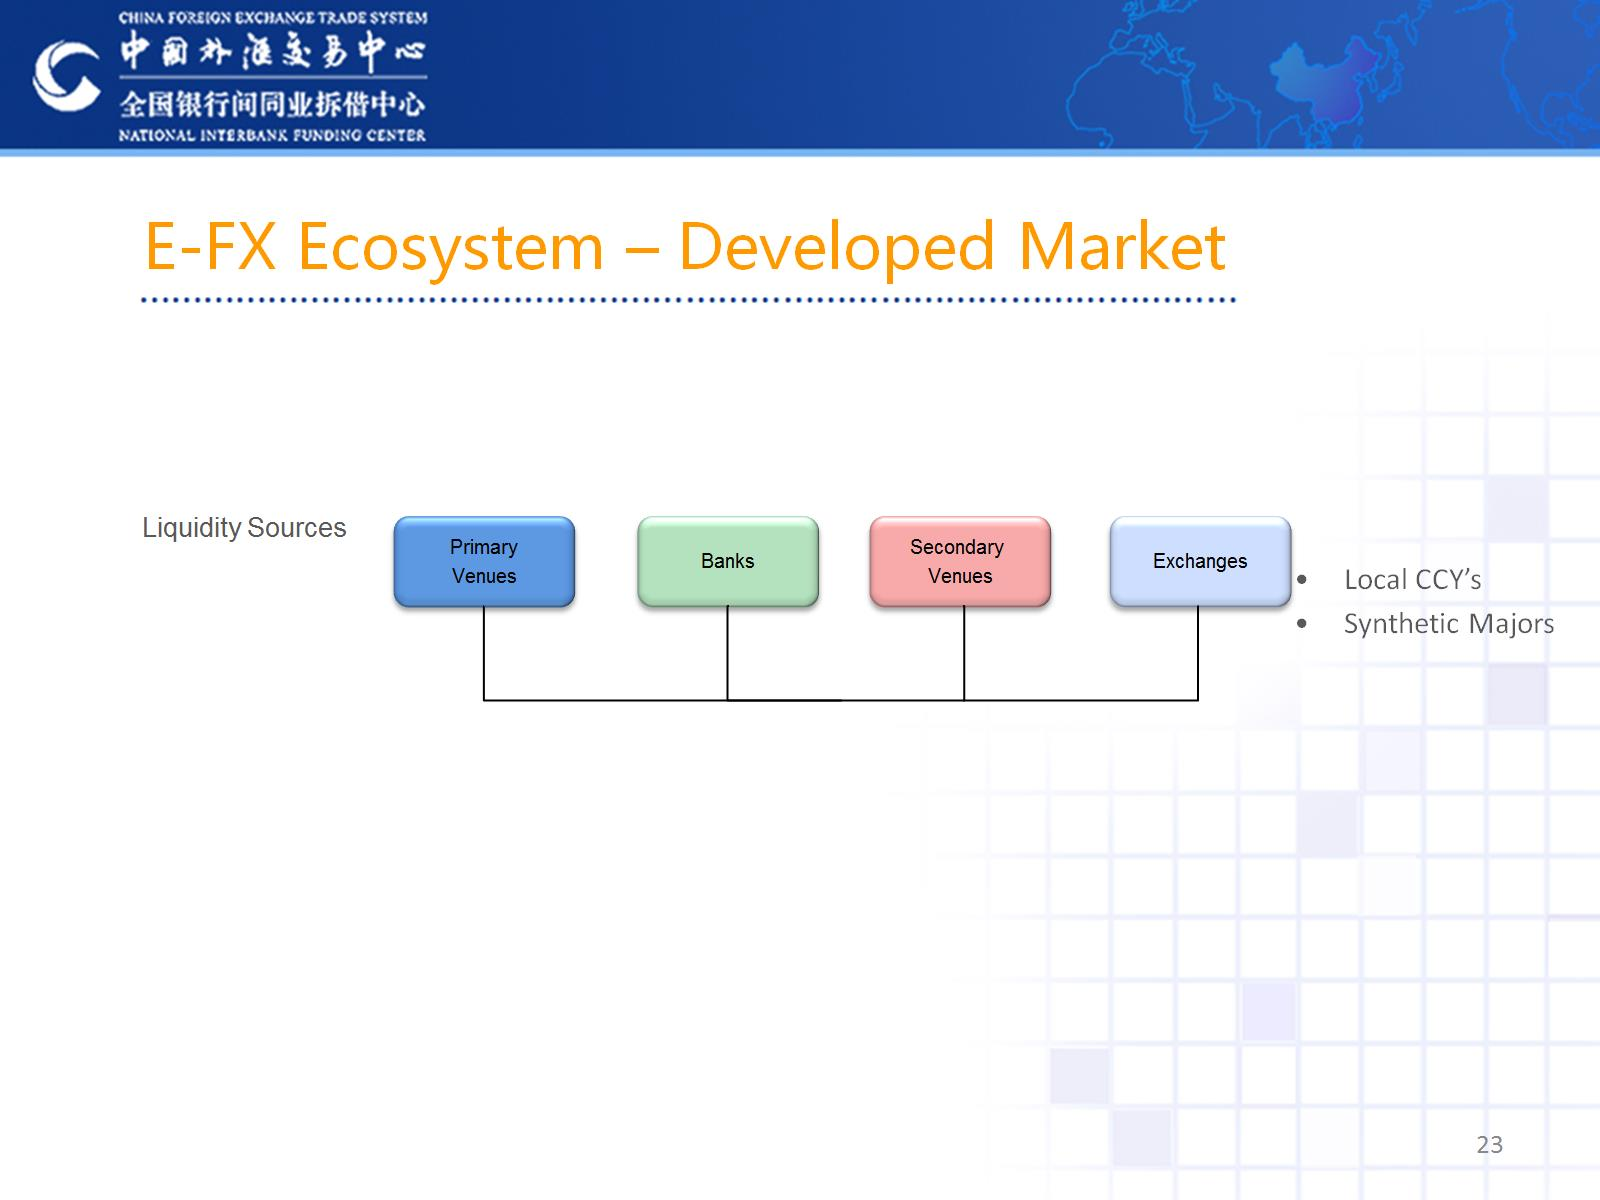 CHINA FOREIGN EXCHANGE TRADE SYSTEM
中国外汇交易中心
全国银行间同业拆借中心
NATIONAL INTERBANK FUNDING CENTER
E-FX Ecosystem – Developed Market
Liquidity Sources
Primary
Venues
Banks
Secondary
Venues
Exchanges
• Local CCY’s
• Synthetic Majors
23